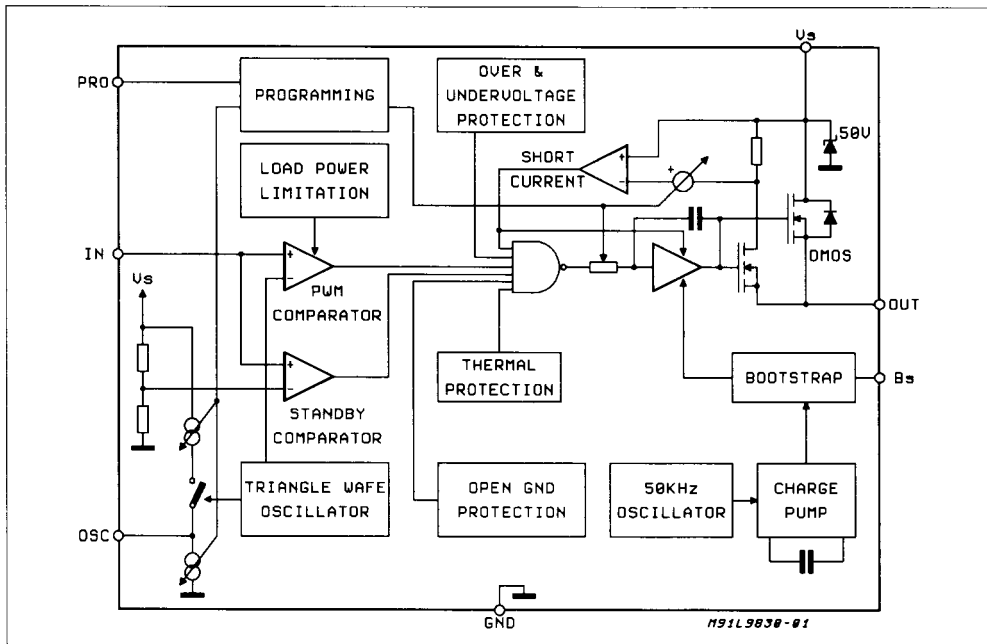 Vs
PRO
PROGRAMMING
OVER &
UNDERVOLTAGE
PROTECTION
50V
LOAD POWER
LIMITATION
SHORT
CURRENT
+
-
+
DMOS
IN
Vs
+
-
PWM
COMPARATOR
OUT
+
-
STANDBY
COMPARATOR
THERMAL
PROTECTION
BOOTSTRAP
Bs
TRIANGLE WAFE
OSCILLATOR
OPEN GND
PROTECTION
50KHz
OSCILLATOR
CHARGE
PUMP
OSC
GND
M91L9830-01